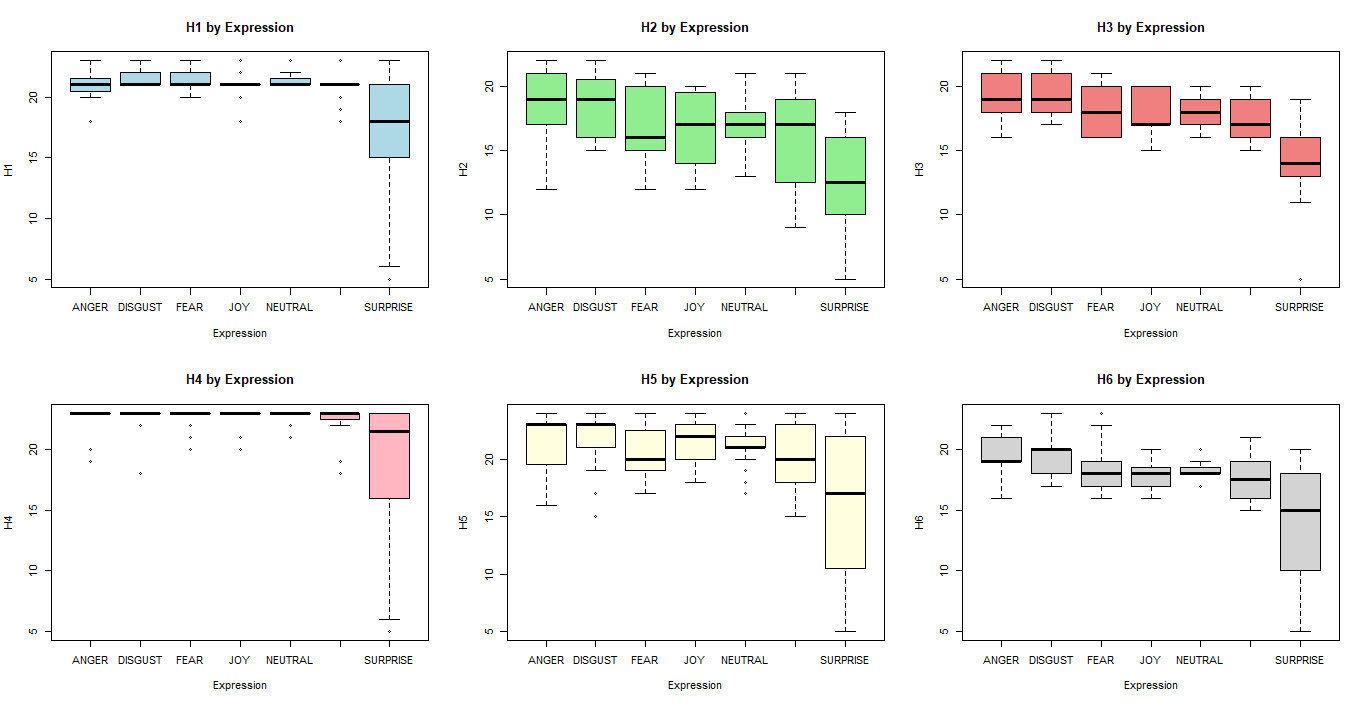 H1 by Expression
H1
5 10 15 20
ANGER DISGUST FEAR JOY NEUTRAL SURPRISE
Expression
H2 by Expression
H2
5 10 15 20
ANGER DISGUST FEAR JOY NEUTRAL SURPRISE
Expression
H3 by Expression
H3
5 10 15 20
ANGER DISGUST FEAR JOY NEUTRAL SURPRISE
Expression
H4 by Expression
H4
5 10 15 20
ANGER DISGUST FEAR JOY NEUTRAL SURPRISE
Expression
H5 by Expression
H5
5 10 15 20
ANGER DISGUST FEAR JOY NEUTRAL SURPRISE
Expression
H6 by Expression
H6
5 10 15 20
ANGER DISGUST FEAR JOY NEUTRAL SURPRISE
Expression